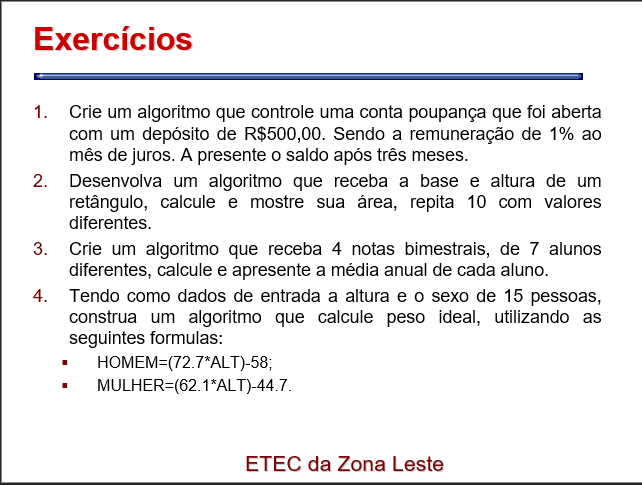 Exercícios
1. Crie um algoritmo que controle uma conta poupança que foi aberta
com um depósito de R$500,00. Sendo a remuneração de 1% ao
mês de juros. A presente o saldo após três meses.
2. Desenvolva um algoritmo que receba a base e altura de um
retângulo, calcule e mostre sua área, repita 10 com valores
diferentes.
3. Crie um algoritmo que receba 4 notas bimestrais, de 7 alunos
diferentes, calcule e apresente a média anual de cada aluno.
4. Tendo como dados de entrada a altura e o sexo de 15 pessoas,
construa um algoritmo que calcule peso ideal, utilizando as
seguintes formulas:
▪ HOMEM=(72.7*ALT)-58;
▪ MULHER=(62.1*ALT)-44.7.
ETEC da Zona Leste